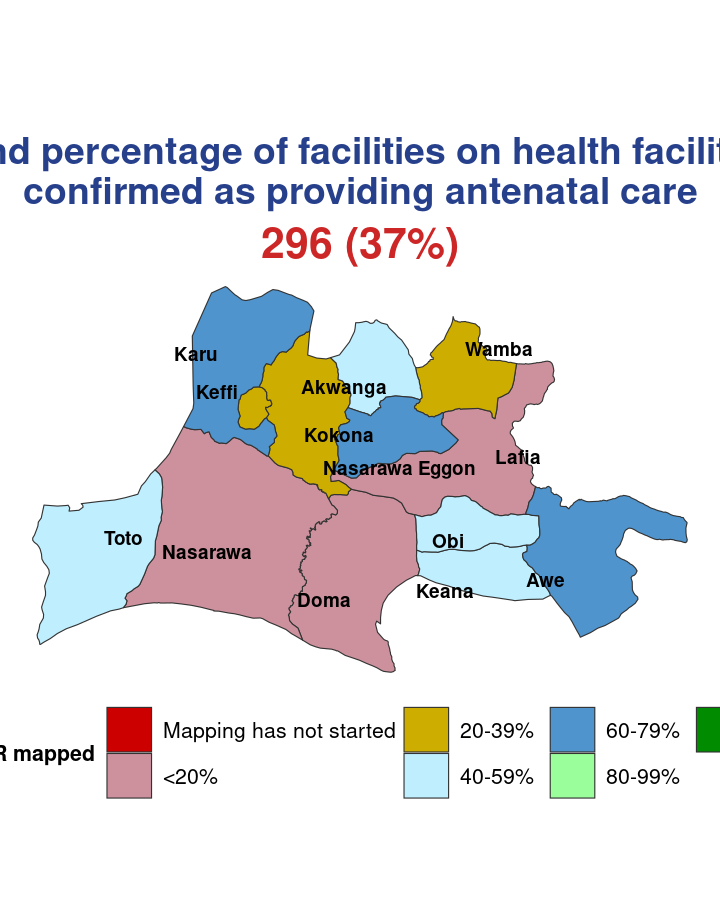 nd percentage of facilities on health facilit
confirmed as providing antenatal care
296 (37%)
Wamba
Karu
Akwanga
Keffi
Kokona
Lafia
Nasarawa Eggon
Toto
Obi
Nasarawa
Awe
Keana
Doma
R mapped
Mapping has not started
20-39%
60-79%
<20%
40-59%
80-99%